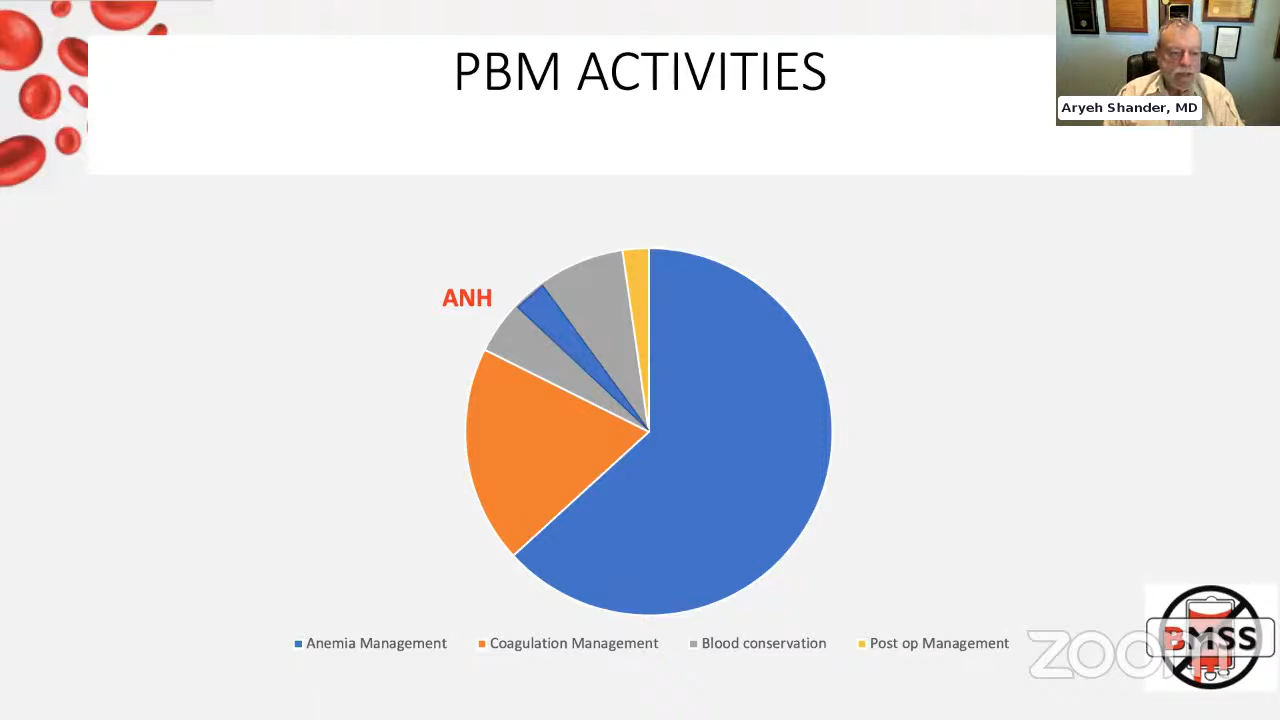 PBM ACTIVITIES
Aryeh Shander, MD
ANH
Anemia Management
Coagulation Management
Blood conservation
Post op Management
zoom
BMSS